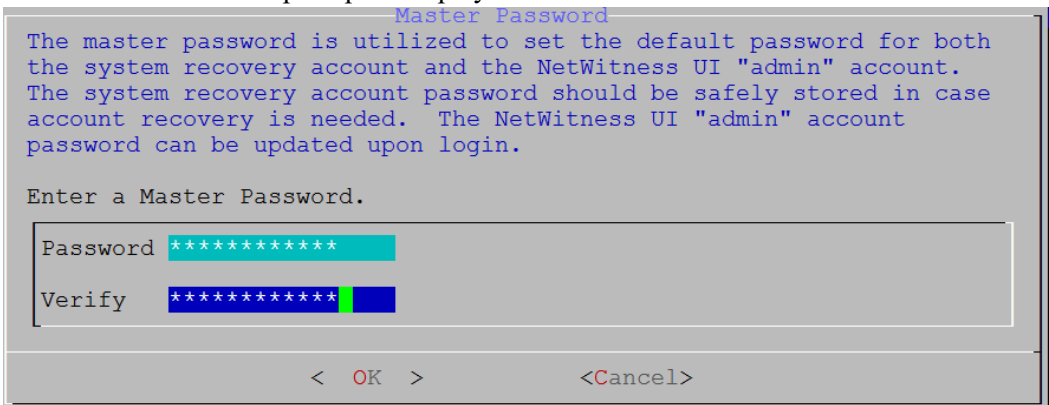 Master Password
The master password is utilized to set the default password for both
the system recovery account and the NetWitness UI "admin" account.
The system recovery account password should be safely stored in case
account recovery is needed.  The NetWitness UI "admin" account
password can be updated upon login.
Enter a Master Password.
Password ************
Verify ************
< OK > <Cancel>